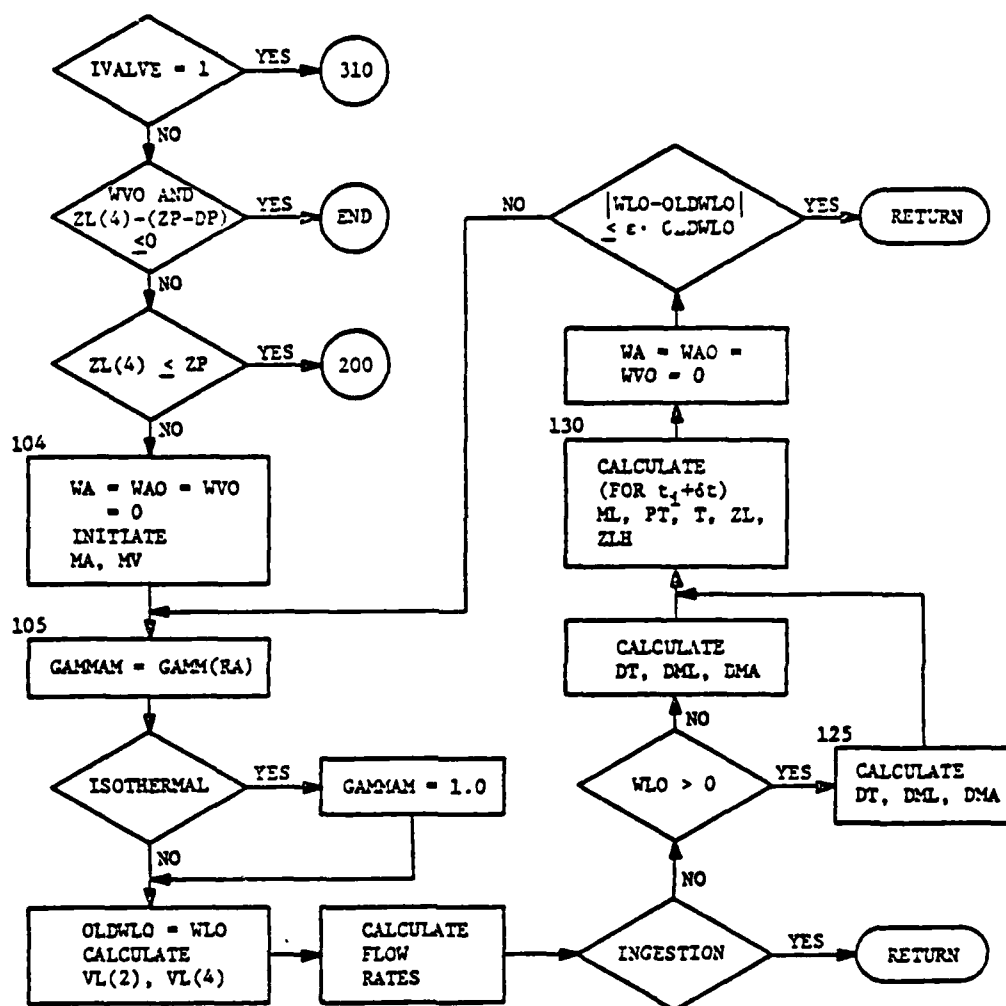 IVALVE = 1
YES
310
NO
WVO AND
ZL(4)-(ZP-DP)
≤0
YES
END
NO
ZL(4) ≤ ZP
YES
200
NO
104
WA = WAO = WVO
= 0
INITIATE
MA, MV
105
GAMMAM = GAMM(RA)
ISOTHERMAL
YES
GAMMAM = 1.0
NO
OLDWLO = WLO
CALCULATE
VL(2), VL(4)
CALCULATE
FLOW
RATES
INGESTION
YES
RETURN
NO
WLO > 0
YES
125
CALCULATE
DT, DML, DMA
NO
CALCULATE
DT, DML, DMA
130
CALCULATE
(FOR t_i+δt)
ML, PT, T, ZL,
ZLH
WA = WAO =
WVO = 0
|WLO-OLDWLO|
≤ ε· OLDWLO
NO
YES
RETURN